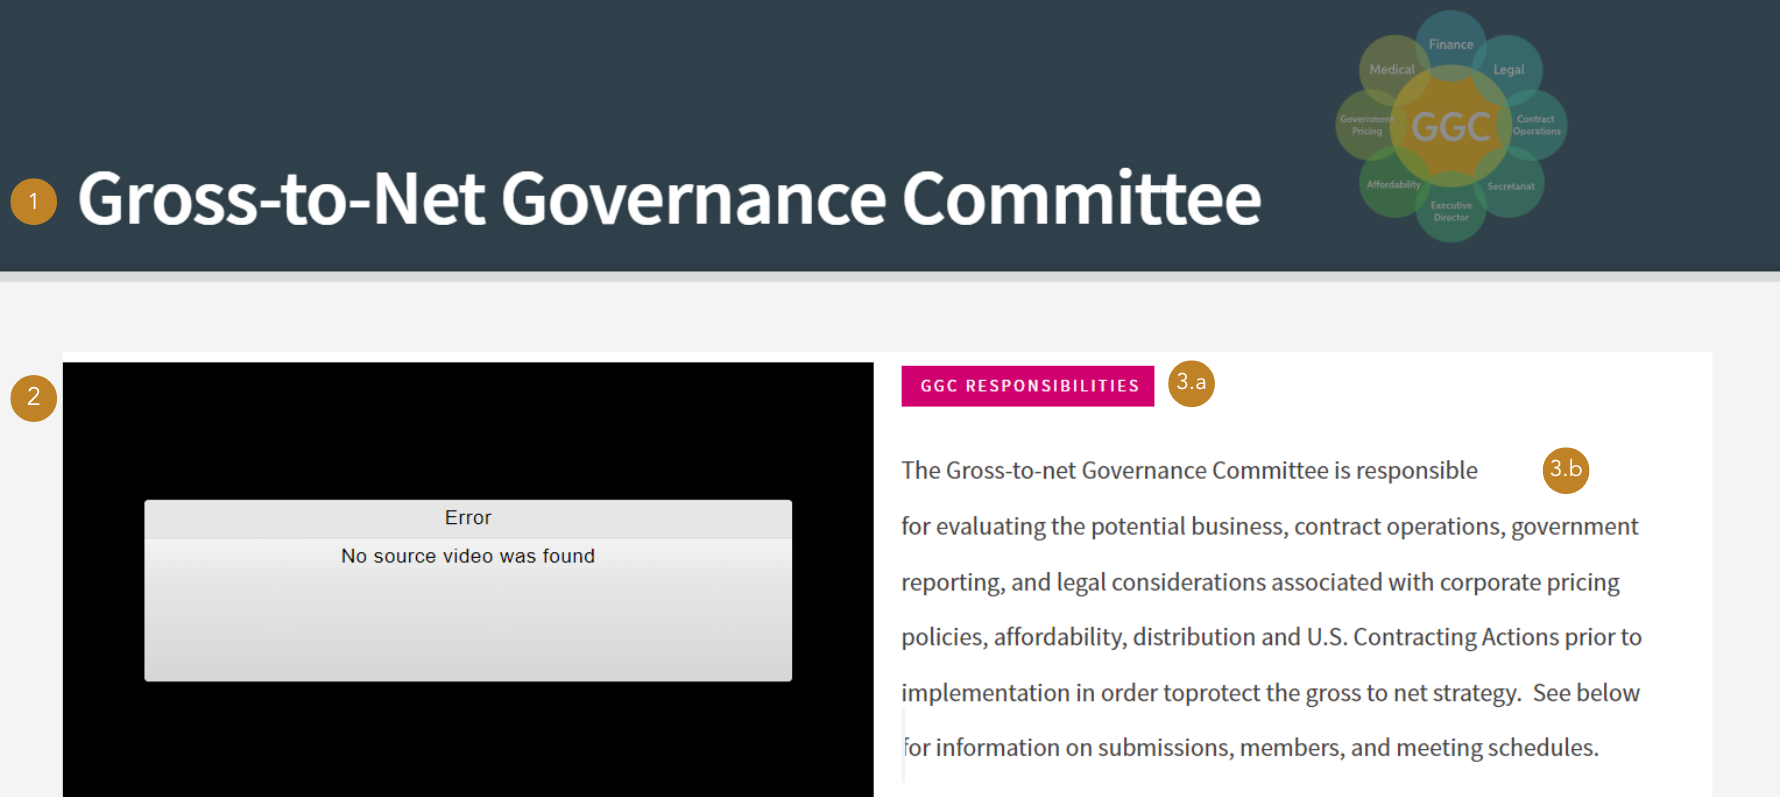 Finance
Medical
Legal
Government
Pricing
GGC
Contract
Operations
Affordability
Secretariat
Executive
Director
1
Gross-to-Net Governance Committee
2
Error
No source video was found
GGC RESPONSIBILITIES
3.a
The Gross-to-net Governance Committee is responsible
3.b
for evaluating the potential business, contract operations, government
reporting, and legal considerations associated with corporate pricing
policies, affordability, distribution and U.S. Contracting Actions prior to
implementation in order toprotect the gross to net strategy.  See below
for information on submissions, members, and meeting schedules.